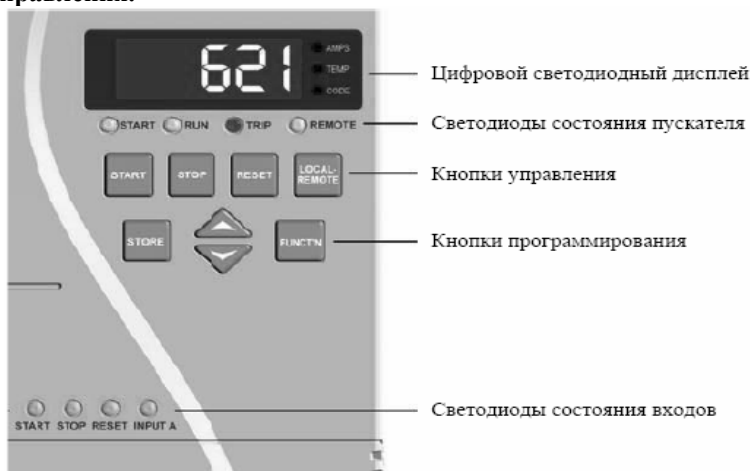 правления.
621
AMPS
TEMP
CODE
Цифровой светодиодный дисплей
START RUN TRIP REMOTE
Светодиоды состояния пускателя
START STOP RESET LOCAL-REMOTE
Кнопки управления
STORE FUNCT'N
Кнопки программирования
START STOP RESET INPUT A
Светодиоды состояния входов